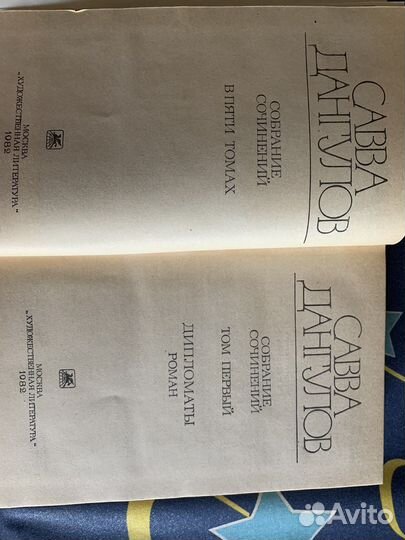 САВВА
ДАНГУЛОВ
СОБРАНИЕ
СОЧИНЕНИЙ
В ПЯТИ ТОМАХ
МОСКВА
"ХУДОЖЕСТВЕННАЯ ЛИТЕРАТУРА"
1982
САВВА
ДАНГУЛОВ
СОБРАНИЕ
СОЧИНЕНИЙ
ТОМ ПЕРВЫЙ
ДИПЛОМАТЫ
РОМАН
МОСКВА
"ХУДОЖЕСТВЕННАЯ ЛИТЕРАТУРА"
1982
Avito